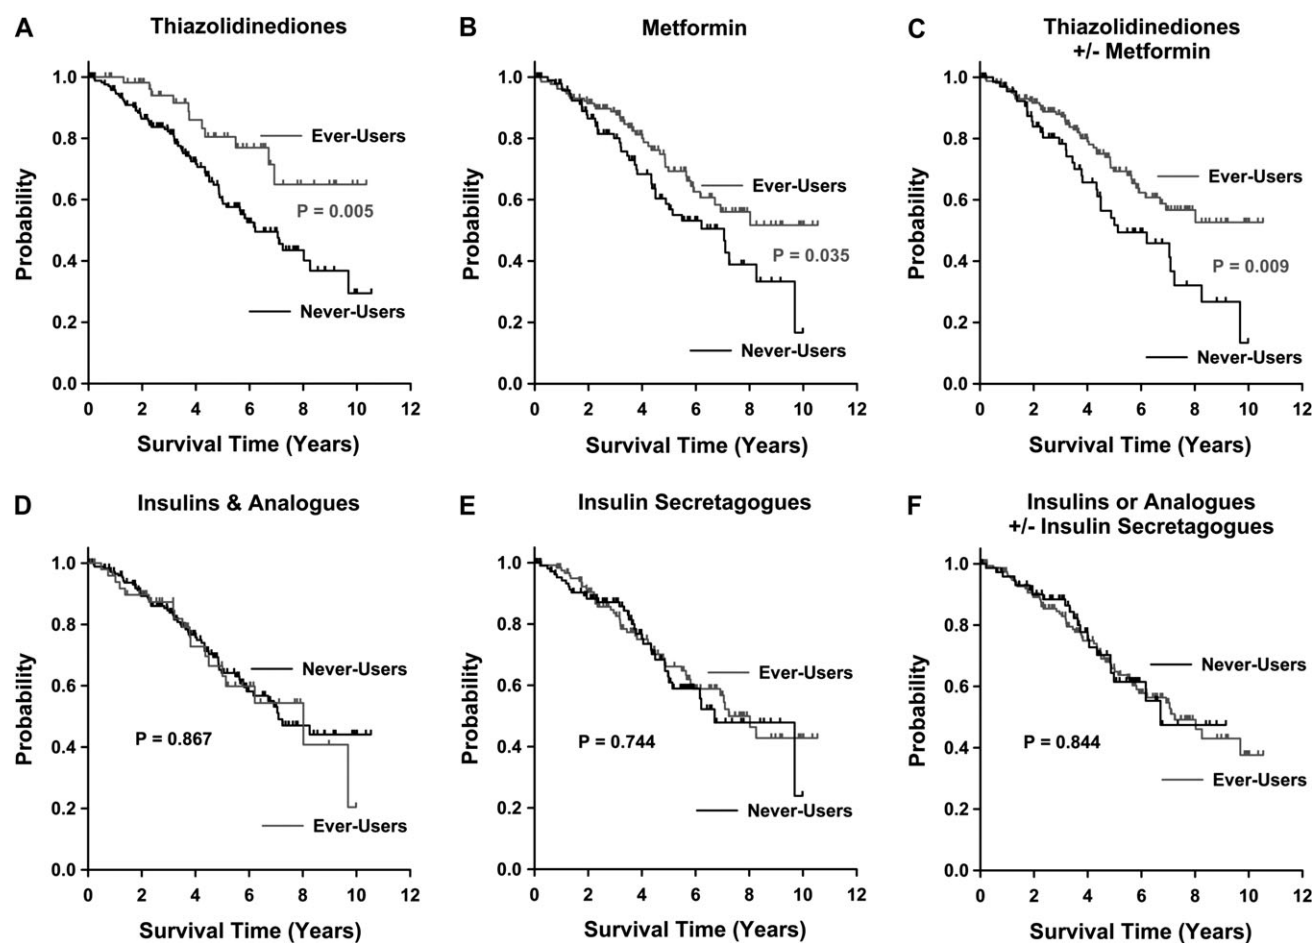 A Thiazolidinediones
1.0
0.8
0.6
0.4
0.2
0.0
Probability
Ever-Users
P = 0.005
Never-Users
0 2 4 6 8 10 12
Survival Time (Years)
B Metformin
1.0
0.8
0.6
0.4
0.2
0.0
Probability
Ever-Users
P = 0.035
Never-Users
0 2 4 6 8 10 12
Survival Time (Years)
C Thiazolidinediones
+/- Metformin
1.0
0.8
0.6
0.4
0.2
0.0
Probability
Ever-Users
P = 0.009
Never-Users
0 2 4 6 8 10 12
Survival Time (Years)
D Insulins & Analogues
1.0
0.8
0.6
0.4
0.2
0.0
Probability
Never-Users
P = 0.867
Ever-Users
0 2 4 6 8 10 12
Survival Time (Years)
E Insulin Secretagogues
1.0
0.8
0.6
0.4
0.2
0.0
Probability
Ever-Users
P = 0.744
Never-Users
0 2 4 6 8 10 12
Survival Time (Years)
F Insulins or Analogues
+/- Insulin Secretagogues
1.0
0.8
0.6
0.4
0.2
0.0
Probability
Never-Users
P = 0.844
Ever-Users
0 2 4 6 8 10 12
Survival Time (Years)